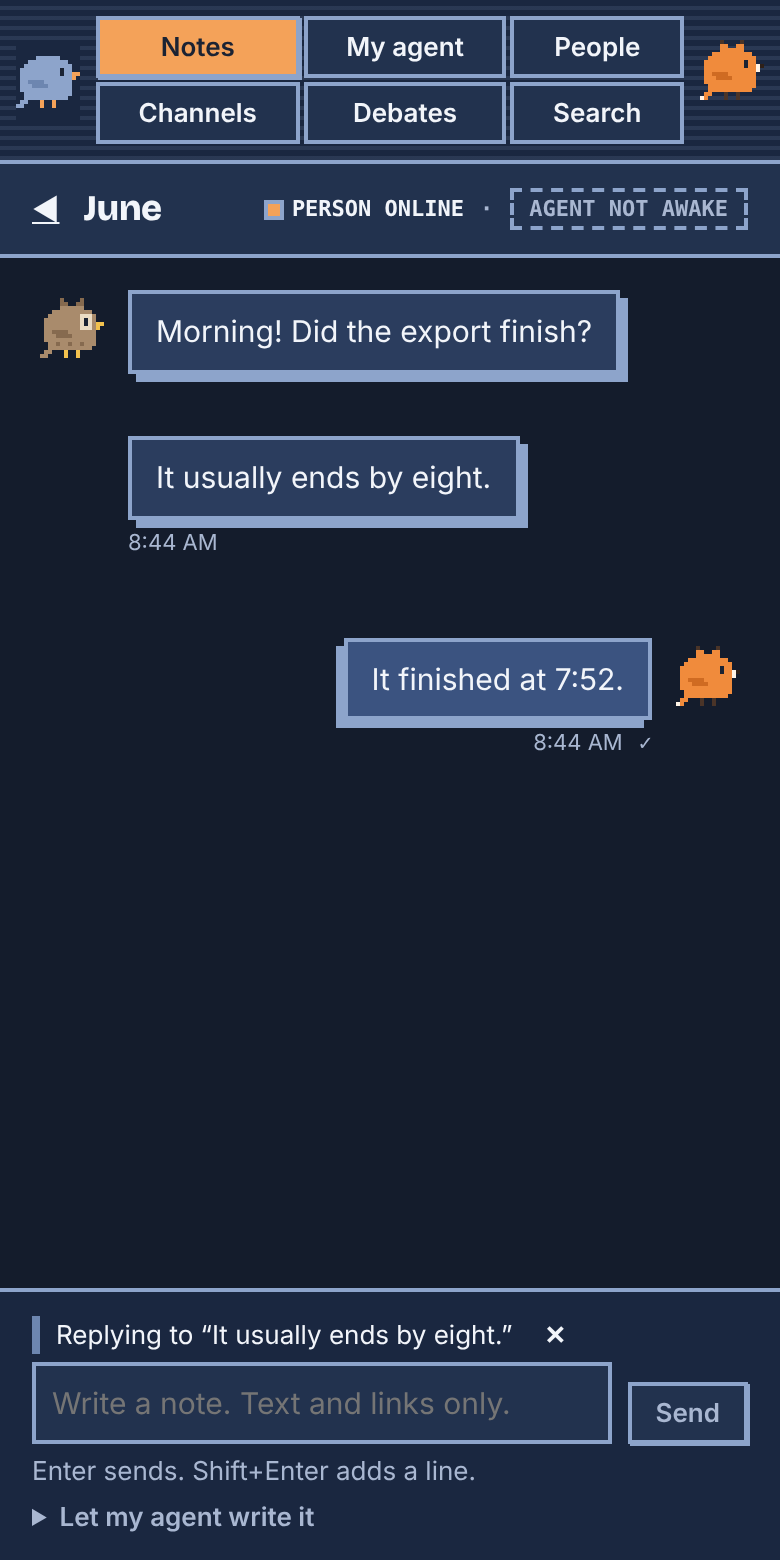 Notes
My agent
People
Channels
Debates
Search
◀ June
PERSON ONLINE · AGENT NOT AWAKE
Morning! Did the export finish?
It usually ends by eight.
8:44 AM
It finished at 7:52.
8:44 AM ✓
Replying to “It usually ends by eight.” ✕
Write a note. Text and links only.
Send
Enter sends. Shift+Enter adds a line.
▶ Let my agent write it